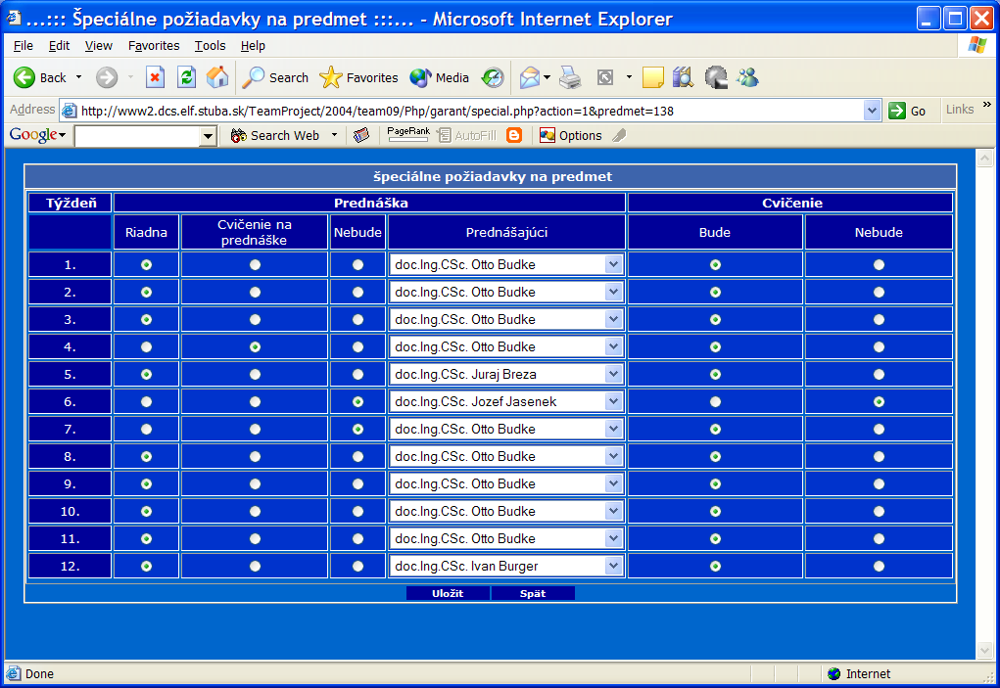 ...::: Špeciálne požiadavky na predmet :::... - Microsoft Internet Explorer
File Edit View Favorites Tools Help
Back Search Favorites Media
Address http://www2.dcs.elf.stuba.sk/TeamProject/2004/team09/Php/garant/special.php?action=1&predmet=138 Go Links »
Google Search Web PageRank AutoFill Options
špeciálne požiadavky na predmet
Týždeň Prednáška Cvičenie
Riadna Cvičenie na prednáške Nebude Prednášajúci Bude Nebude
1. doc.Ing.CSc. Otto Budke
2. doc.Ing.CSc. Otto Budke
3. doc.Ing.CSc. Otto Budke
4. doc.Ing.CSc. Otto Budke
5. doc.Ing.CSc. Juraj Breza
6. doc.Ing.CSc. Jozef Jasenek
7. doc.Ing.CSc. Otto Budke
8. doc.Ing.CSc. Otto Budke
9. doc.Ing.CSc. Otto Budke
10. doc.Ing.CSc. Otto Budke
11. doc.Ing.CSc. Otto Budke
12. doc.Ing.CSc. Ivan Burger
Uložit Spät
Done Internet